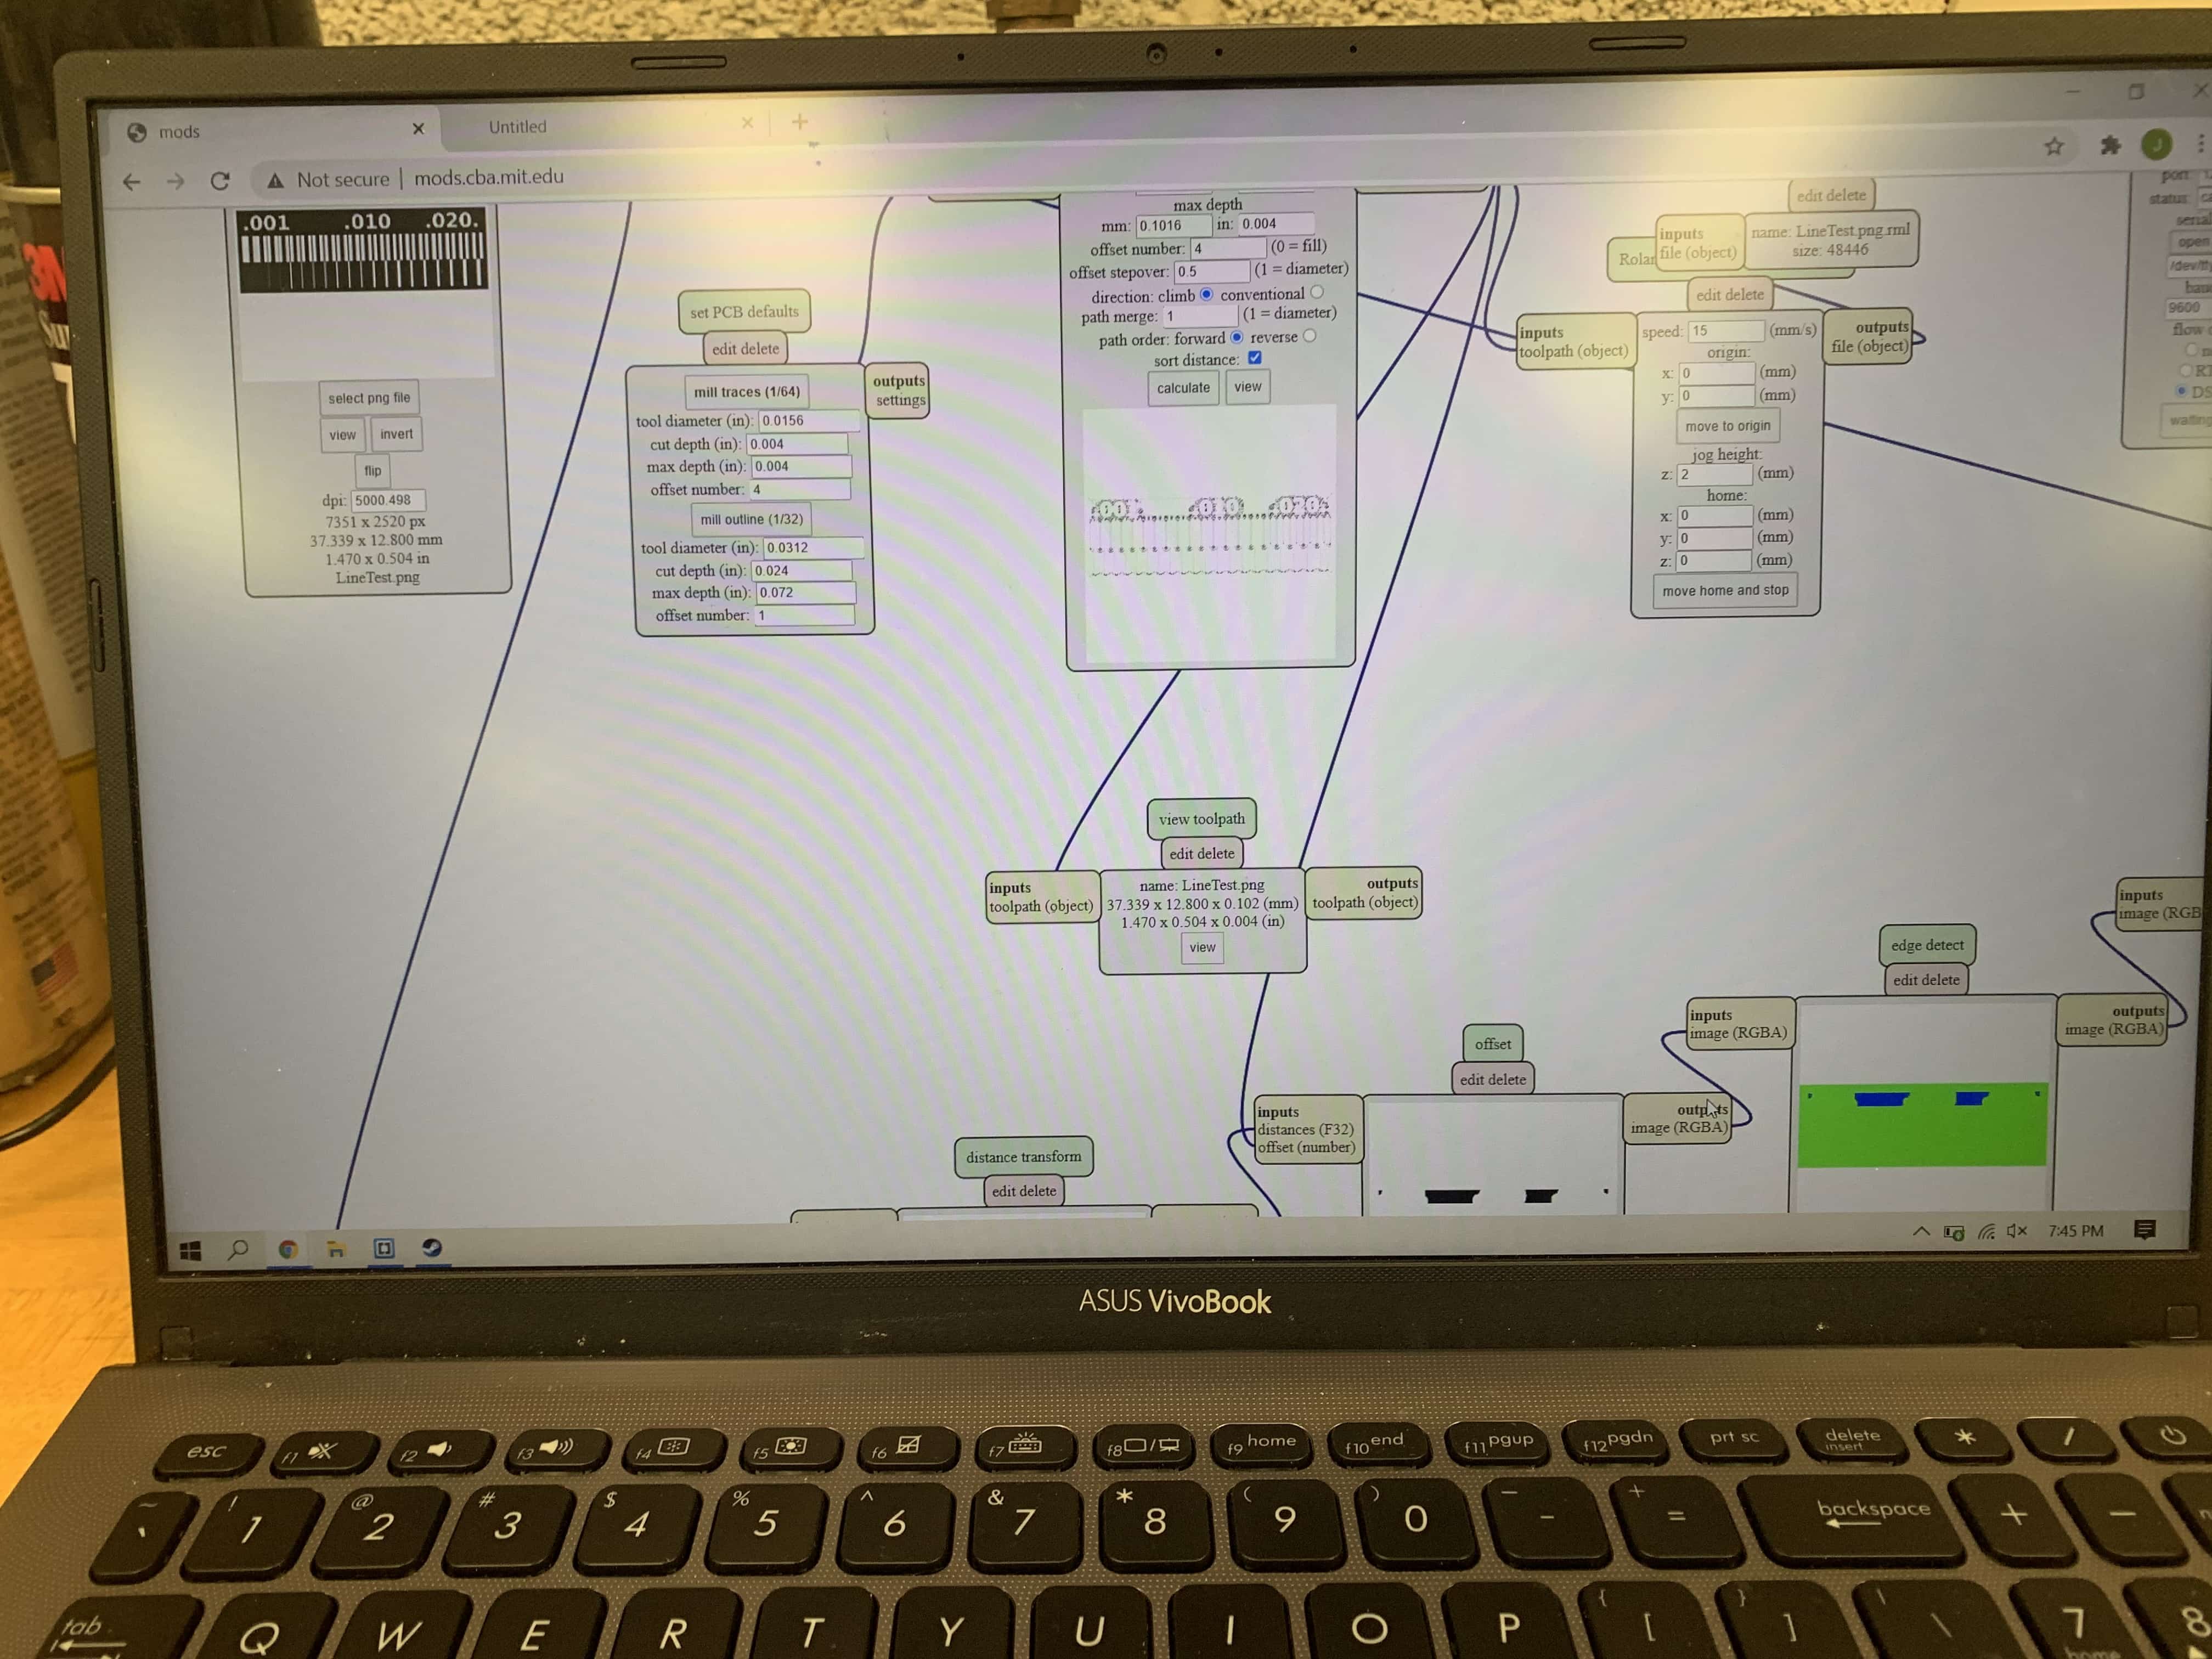 mods
Untitled
Not secure | mods.cba.mit.edu
.001 .010 .020.
select png file
view invert
flip
dpi: 5000.498
7351 x 2520 px
37.339 x 12.800 mm
1.470 x 0.504 in
LineTest.png
set PCB defaults
edit delete
mill traces (1/64)
tool diameter (in): 0.0156
cut depth (in): 0.004
max depth (in): 0.004
offset number: 4
mill outline (1/32)
tool diameter (in): 0.0312
cut depth (in): 0.024
max depth (in): 0.072
offset number: 1
outputs
settings
max depth
mm: 0.1016 in: 0.004
offset number: 4 (0 = fill)
offset stepover: 0.5 (1 = diameter)
direction: climb conventional
path merge: 1 (1 = diameter)
path order: forward reverse
sort distance:
calculate view
edit delete
inputs
file (object)
name: LineTest.png.rml
size: 48446
edit delete
inputs
toolpath (object)
speed: 15 (mm/s)
origin:
x: 0 (mm)
y: 0 (mm)
move to origin
jog height:
z: 2 (mm)
home:
x: 0 (mm)
y: 0 (mm)
z: 0 (mm)
move home and stop
outputs
file (object)
port:
status:
open
9600
flow
view toolpath
edit delete
inputs
toolpath (object)
name: LineTest.png
37.339 x 12.800 x 0.102 (mm)
1.470 x 0.504 x 0.004 (in)
view
outputs
toolpath (object)
distance transform
edit delete
offset
edit delete
inputs
distances (F32)
offset (number)
outputs
image (RGBA)
edge detect
edit delete
inputs
image (RGBA)
outputs
image (RGBA)
inputs
image (RGB
7:45 PM
ASUS VivoBook
esc f1 f2 f3 f4 f5 f6 f7 f8 f9 home f10 end f11 pgup f12 pgdn prt sc delete insert * /
~ ` ! 1 @ 2 # 3 $ 4 % 5 ^ 6 & 7 * 8 ( 9 ) 0 _ - + = backspace + -
tab Q W E R T Y U I O P { [ } ] | \ 7 home 8
3M